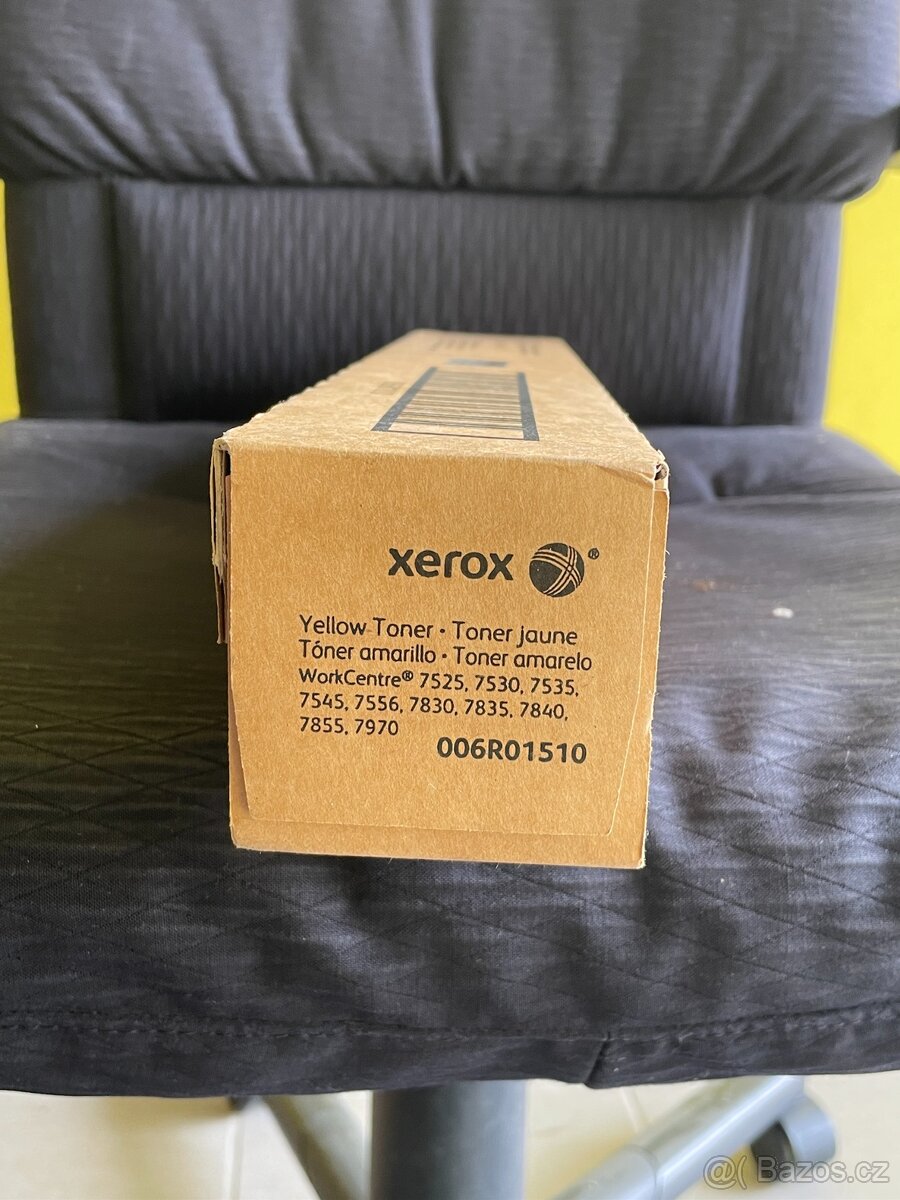 xerox ®
Yellow Toner • Toner jaune
Tóner amarillo • Toner amarelo
WorkCentre® 7525, 7530, 7535,
7545, 7556, 7830, 7835, 7840,
7855, 7970
006R01510
@( Bazos.cz